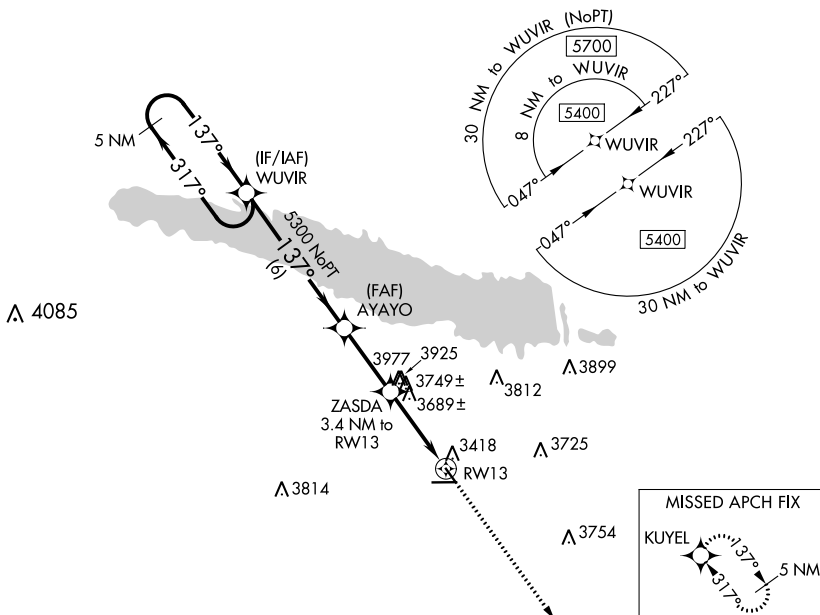 30 NM to WUVIR (NoPT)
5700
8 NM to WUVIR
5400
227°
WUVIR
047°
227°
WUVIR
047°
5400
30 NM to WUVIR
5 NM
137°
317°
(IF/IAF)
WUVIR
5300 NoPT
137°
(6)
(FAF)
AYAYO
4085
3977
3925
3749±
3689±
3812
3899
ZASDA
3.4 NM to
RW13
3418
3725
RW13
3814
3754
MISSED APCH FIX
KUYEL
137°
317°
5 NM